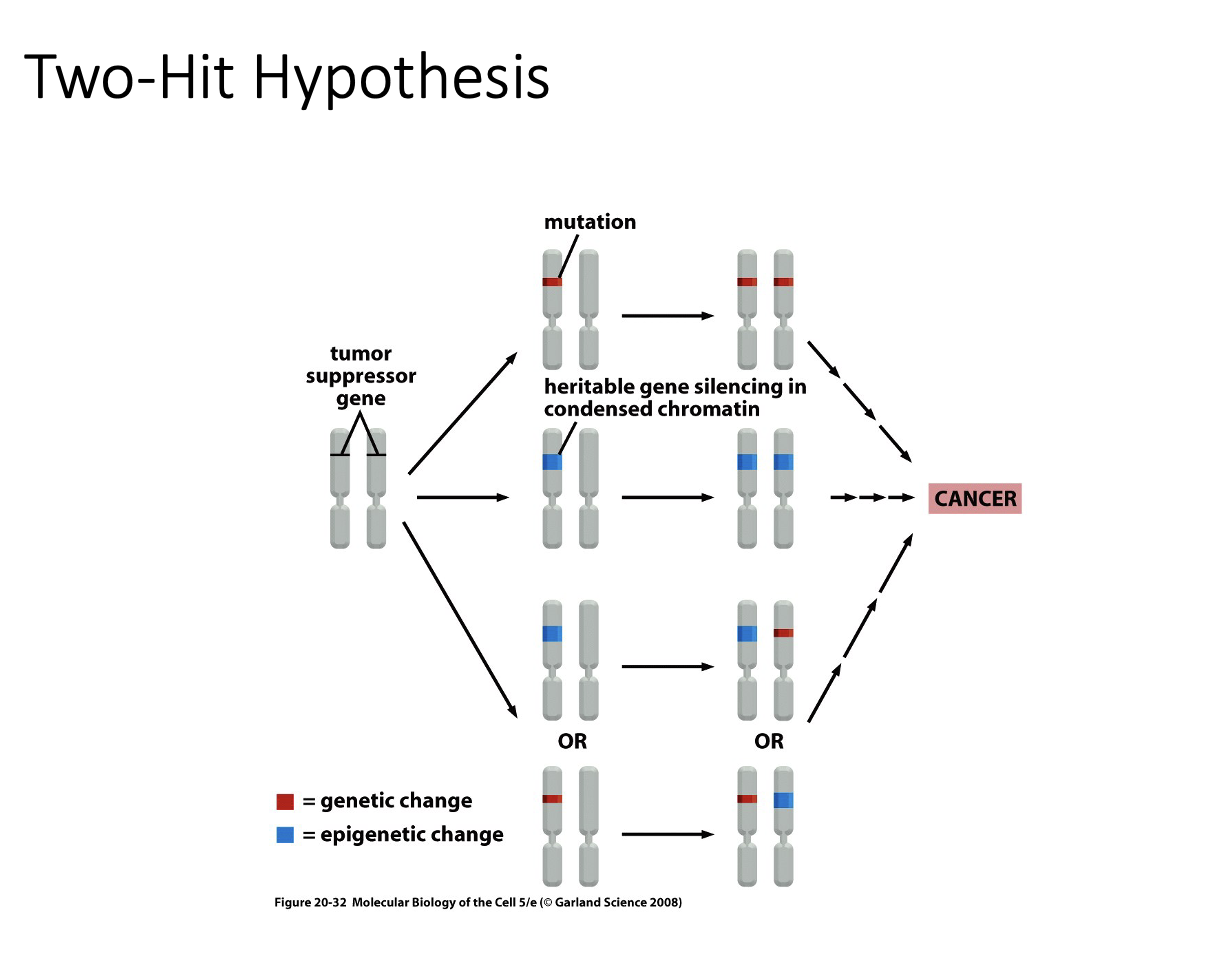 Two-Hit Hypothesis
mutation
tumor
suppressor
gene
heritable gene silencing in
condensed chromatin
CANCER
OR
OR
= genetic change
= epigenetic change
Figure 20-32 Molecular Biology of the Cell 5/e (© Garland Science 2008)